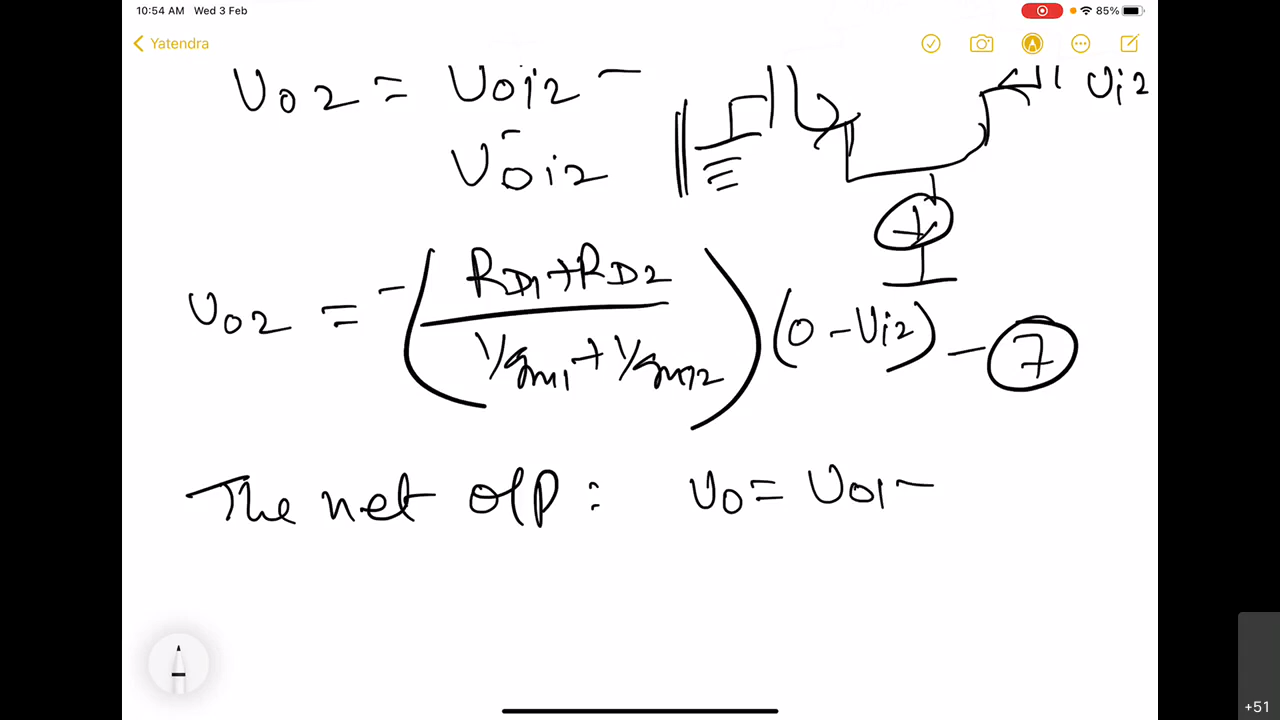 10:54 AM Wed 3 Feb
85%
Yatendra
Vo2 = Voi2 -
Voi2
Vi2
Vo2 = -((RD1+RD2)/(1/gm1 + 1/gm2)) (0 - Vi2) - 7
The net o/p : Vo = Vo1 -
+51